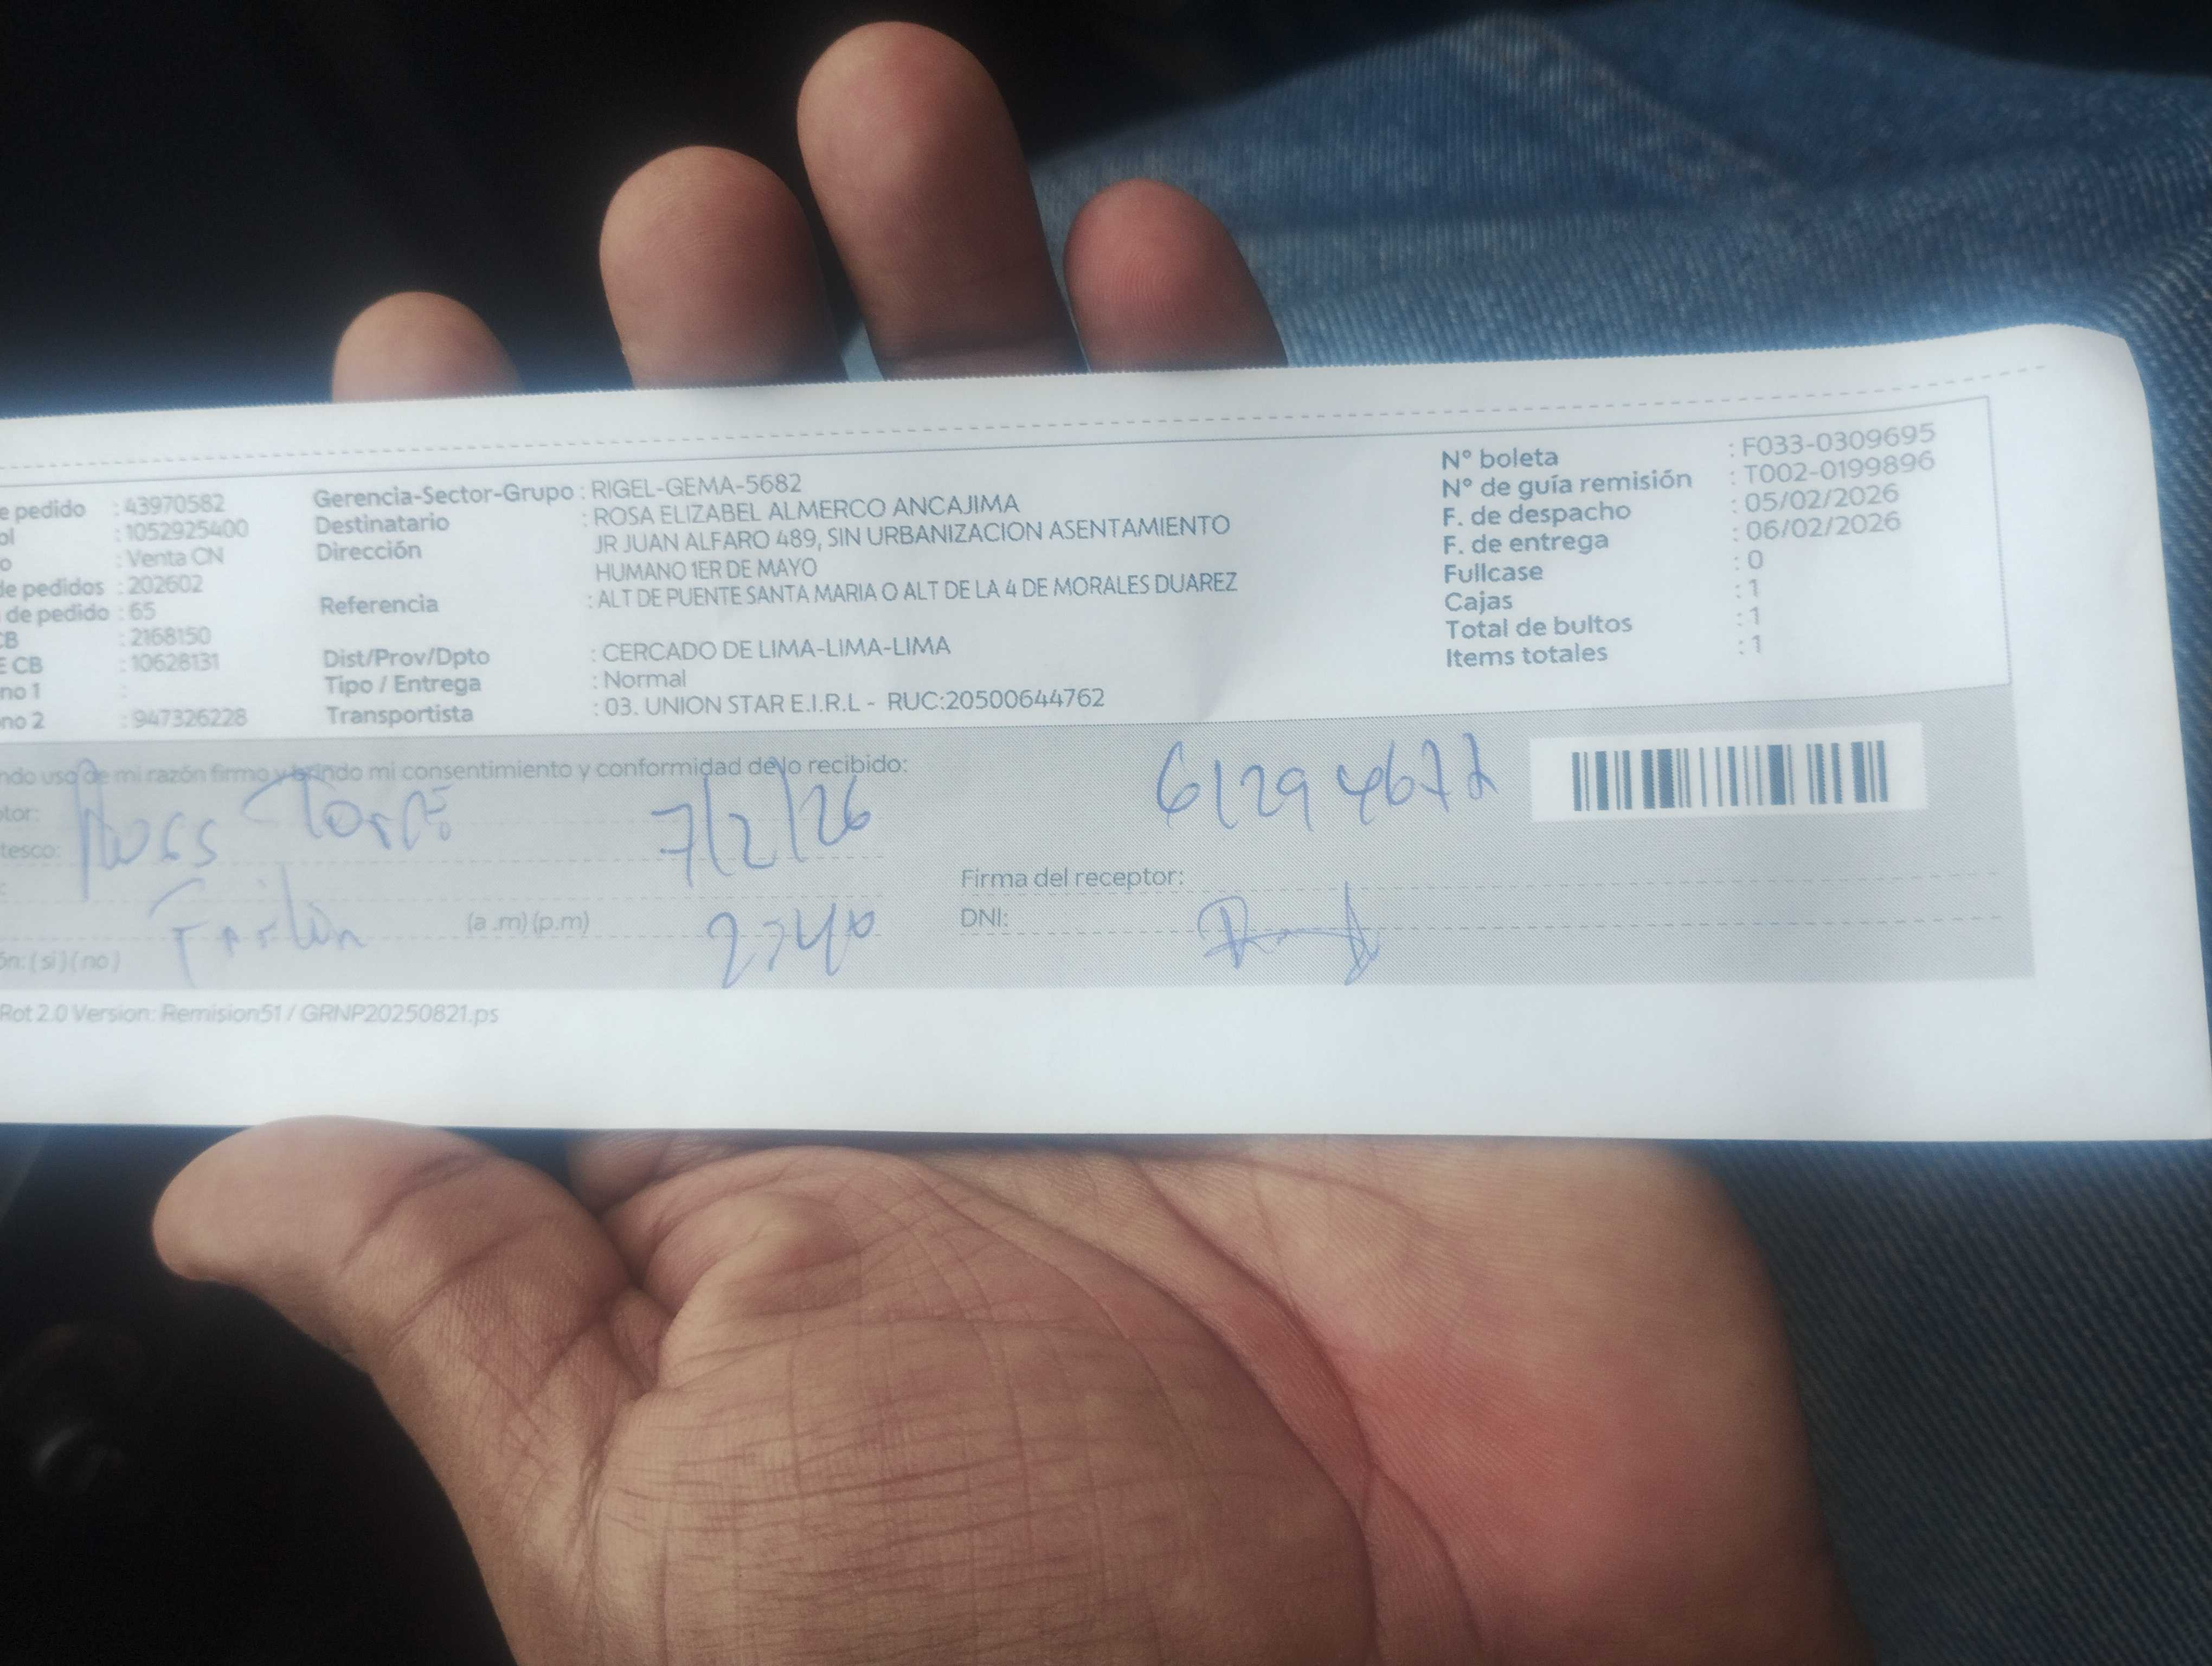 e pedido : 43970582
ol : 1052925400
o : Venta CN
de pedidos : 202602
de pedido : 65
CB : 2168150
E CB : 10628131
no 1 :
no 2 : 947326228
Gerencia-Sector-Grupo : RIGEL-GEMA-5682
Destinatario : ROSA ELIZABEL ALMERCO ANCAJIMA
Dirección JR JUAN ALFARO 489, SIN URBANIZACION ASENTAMIENTO
HUMANO 1ER DE MAYO
Referencia : ALT DE PUENTE SANTA MARIA O ALT DE LA 4 DE MORALES DUAREZ
Dist/Prov/Dpto : CERCADO DE LIMA-LIMA-LIMA
Tipo / Entrega : Normal
Transportista : 03. UNION STAR E.I.R.L - RUC:20500644762
N° boleta : F033-0309695
N° de guía remisión : T002-0199896
F. de despacho : 05/02/2026
F. de entrega : 06/02/2026
Fullcase : 0
Cajas : 1
Total de bultos : 1
Items totales : 1
ndo uso de mi razón firmo y brindo mi consentimiento y conformidad de lo recibido:
ptor: 7/2/26
tesco:
(a .m) (p.m)
ón: (si) (no)
Firma del receptor:
DNI:
Rot 2.0 Version: Remision51 / GRNP20250821.ps